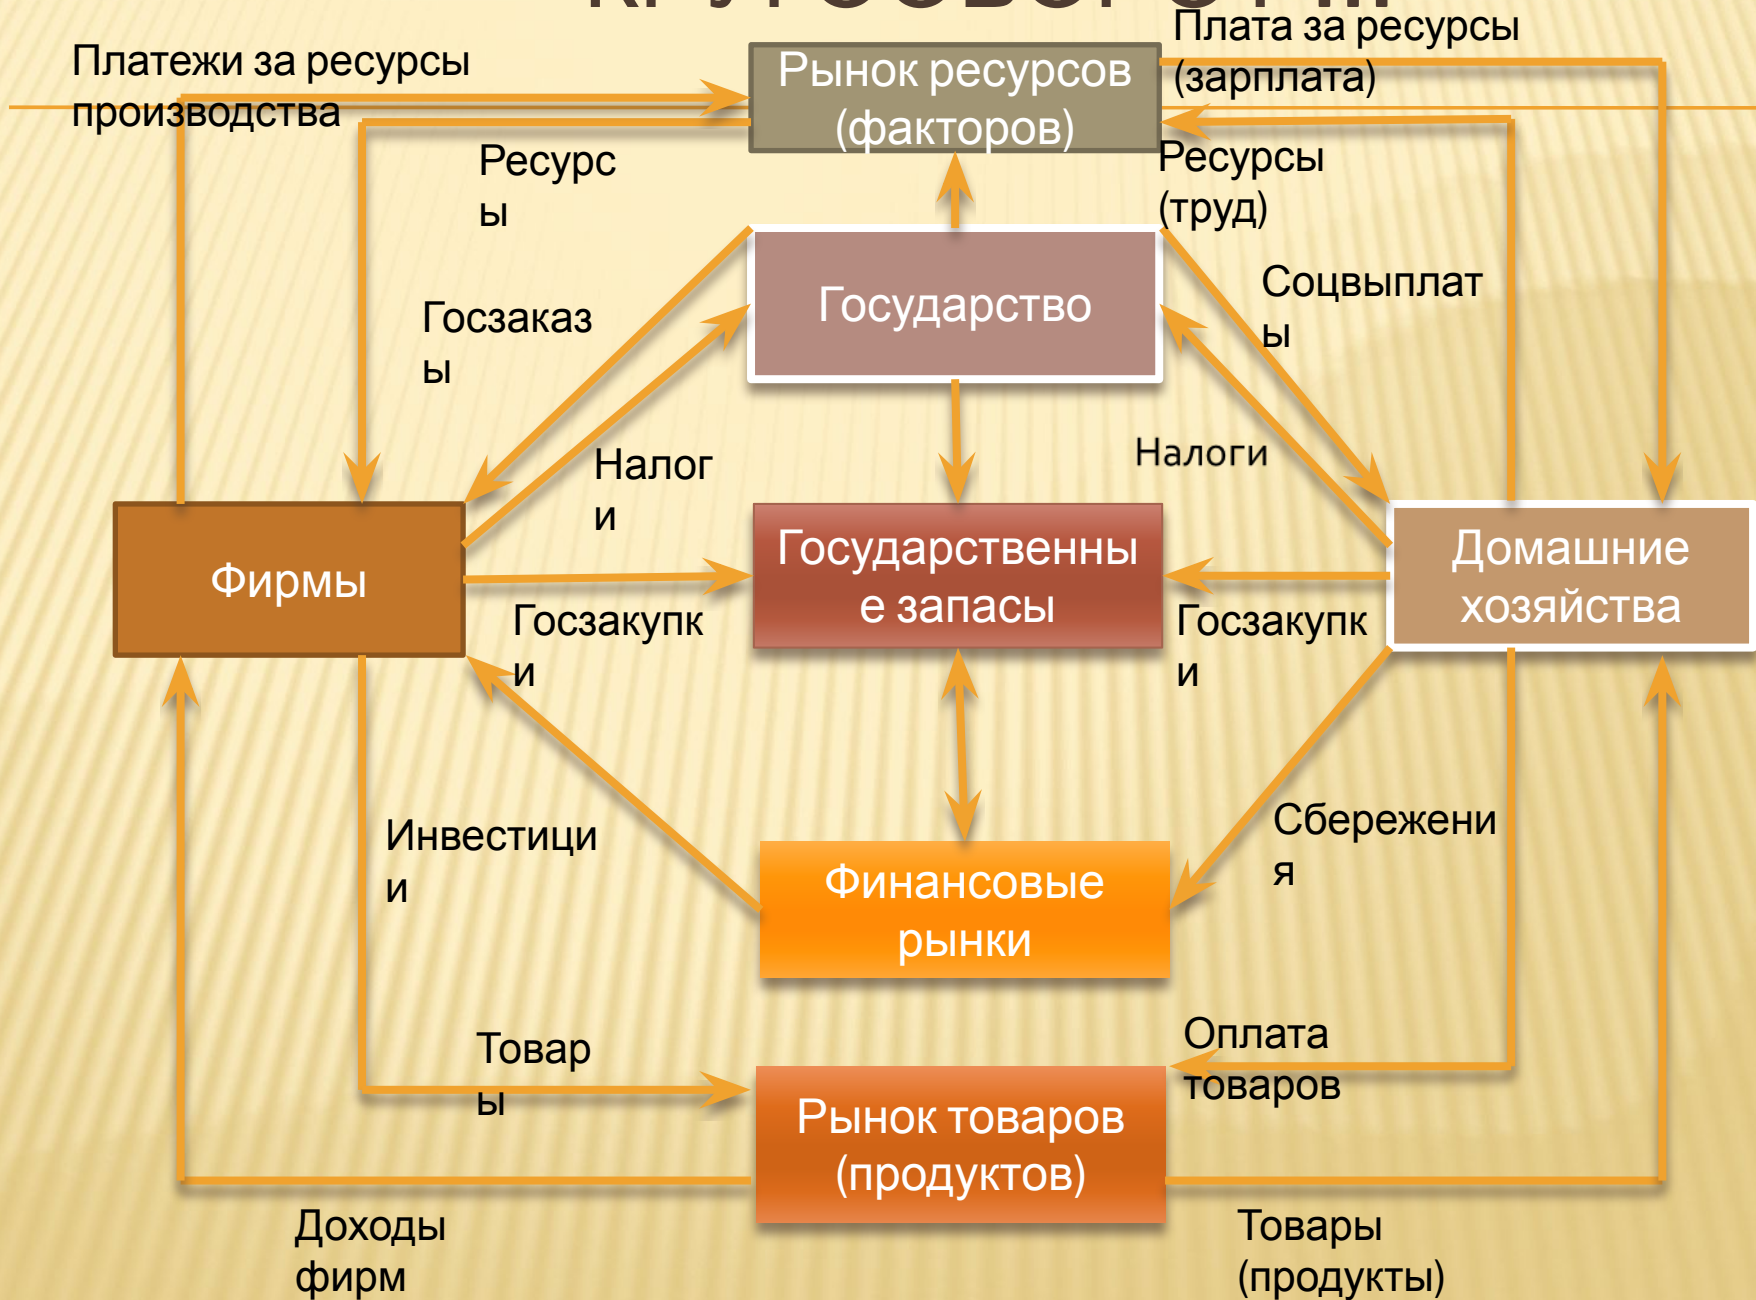 КРУГООБОРОТ ...
Платежи за ресурсы
производства
Рынок ресурсов
(факторов)
Плата за ресурсы
(зарплата)
Ресурс
ы
Ресурсы
(труд)
Государство
Госзаказ
ы
Соцвыплат
ы
Налог
и
Налоги
Фирмы
Государственны
е запасы
Домашние
хозяйства
Госзакупк
и
Госзакупк
и
Инвестици
и
Сбережени
я
Финансовые
рынки
Товар
ы
Оплата
товаров
Рынок товаров
(продуктов)
Доходы
фирм
Товары
(продукты)